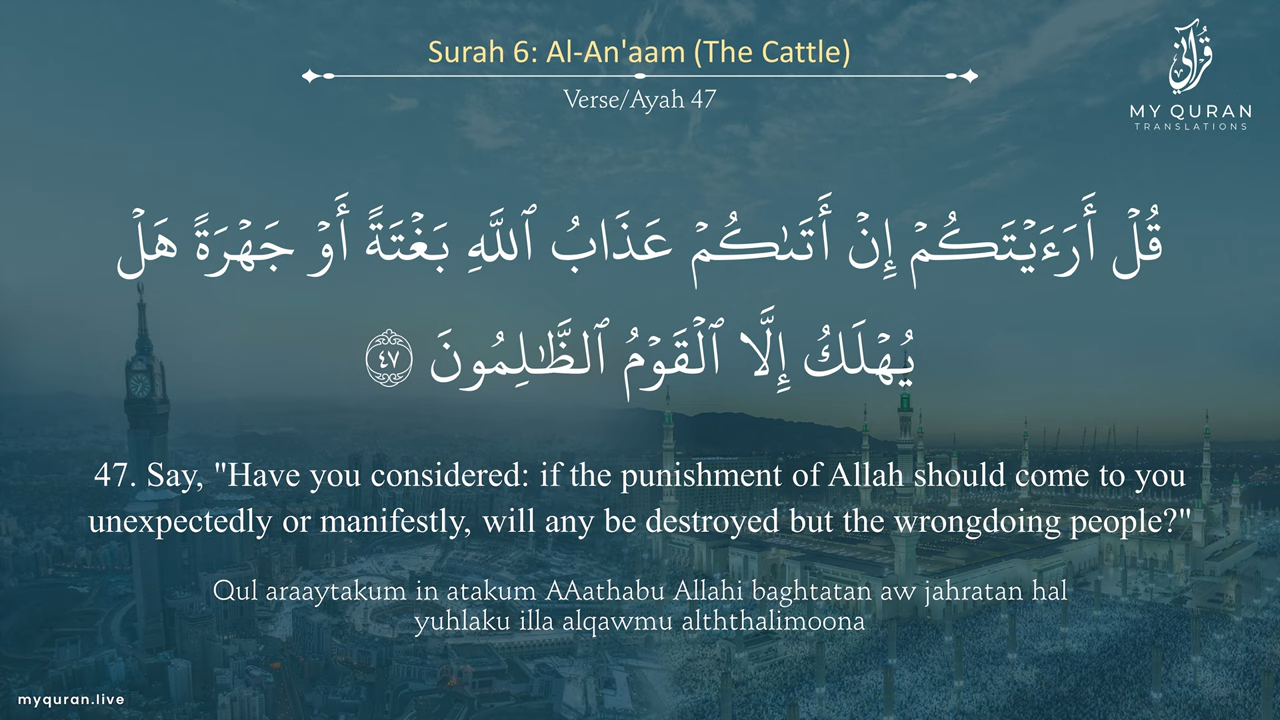 Surah 6: Al-An'aam (The Cattle)
Verse/Ayah 47
قرآني
MY QURAN
TRANSLATIONS
قُلْ أَرَءَيْتَكُمْ إِنْ أَتَىٰكُمْ عَذَابُ ٱللَّهِ بَغْتَةً أَوْ جَهْرَةً هَلْ
يُهْلَكُ إِلَّا ٱلْقَوْمُ ٱلظَّـٰلِمُونَ ٤٧
47. Say, "Have you considered: if the punishment of Allah should come to you
unexpectedly or manifestly, will any be destroyed but the wrongdoing people?"
Qul araaytakum in atakum AAathabu Allahi baghtatan aw jahratan hal
yuhlaku illa alqawmu alththalimoona
myquran.live